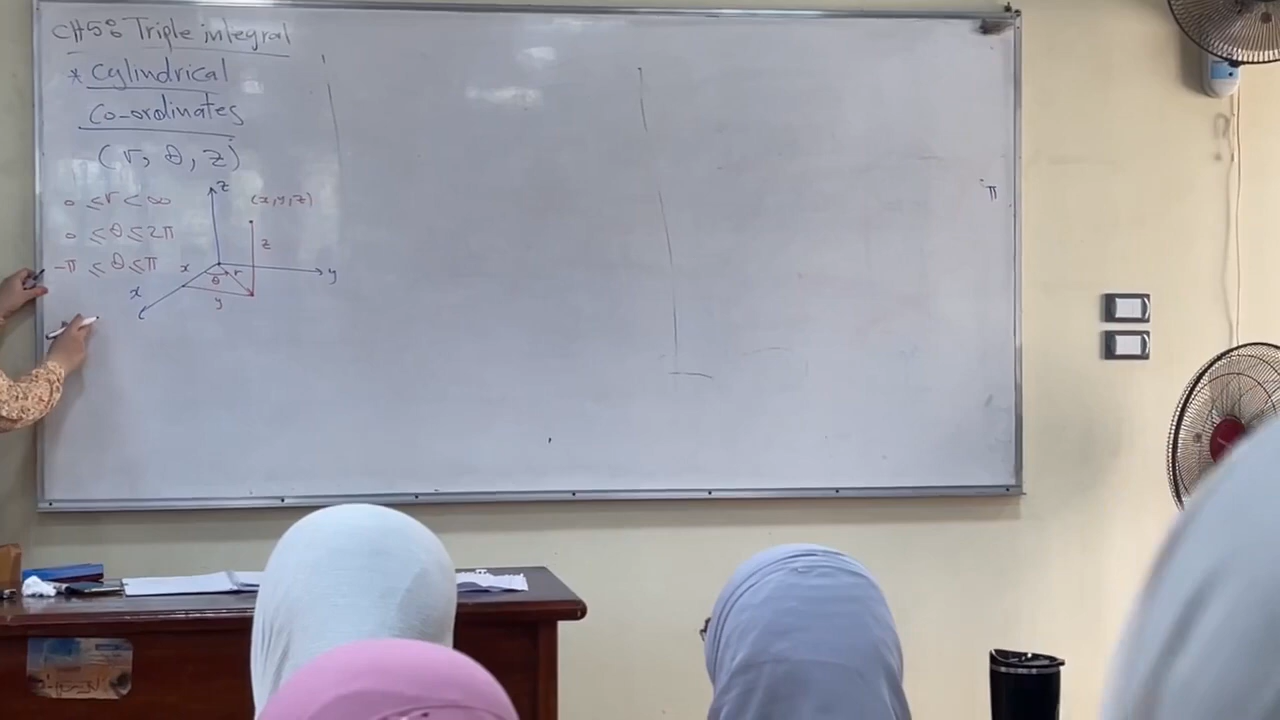 CH5: Triple integral
* Cylindrical
Co-ordinates
(r, θ, z)
0 ≤ r < ∞
0 ≤ θ ≤ 2π
-π ≤ θ ≤ π
z
(x,y,z)
z
x
θ
r
y
y
x
π